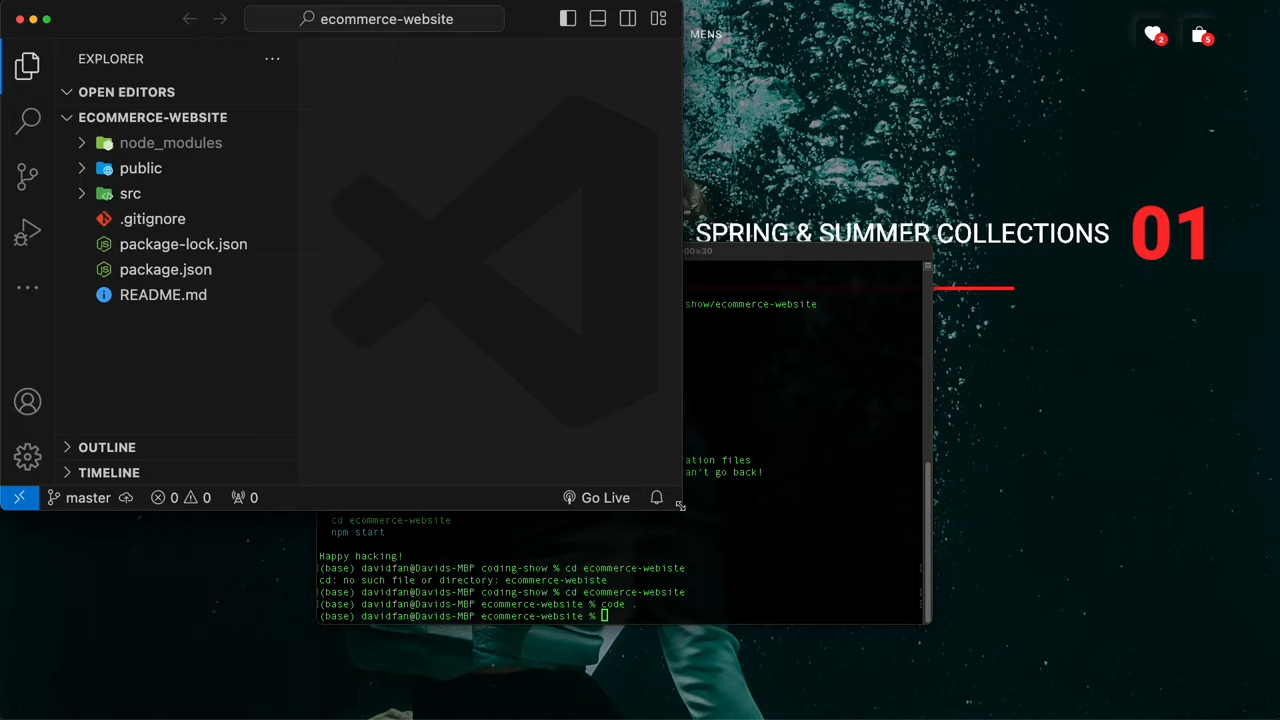 ecommerce-website
MENS
2
5
EXPLORER
OPEN EDITORS
ECOMMERCE-WEBSITE
node_modules
public
src
.gitignore
package-lock.json
package.json
README.md
OUTLINE
TIMELINE
master
0
0
0
Go Live
SPRING & SUMMER COLLECTIONS 01
00×30
show/ecommerce-website
ation files
an't go back!
cd ecommerce-website
npm start
Happy hacking!
(base) davidfan@Davids-MBP coding-show % cd ecommerce-webiste
cd: no such file or directory: ecommerce-webiste
(base) davidfan@Davids-MBP coding-show % cd ecommerce-website
(base) davidfan@Davids-MBP ecommerce-website % code .
(base) davidfan@Davids-MBP ecommerce-website %